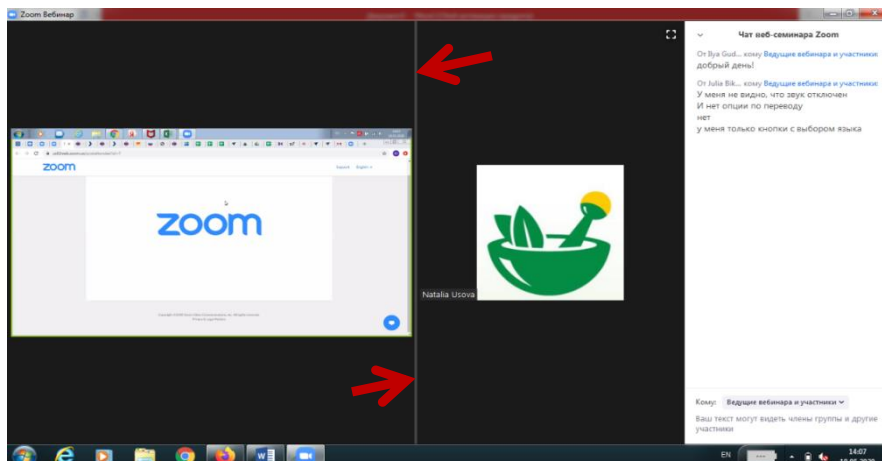 Zoom Вебинар
Чат веб-семинара Zoom
От Ilya Gud... кому Ведущие вебинара и участники:
добрый день!
От Julia Bik... кому Ведущие вебинара и участники:
У меня не видно, что звук отключен
И нет опции по переводу
нет
у меня только кнопки с выбором языка
zoom
zoom
Natalia Usova
Кому: Ведущие вебинара и участники
Ваш текст могут видеть члены группы и другие
участники
EN
14:07